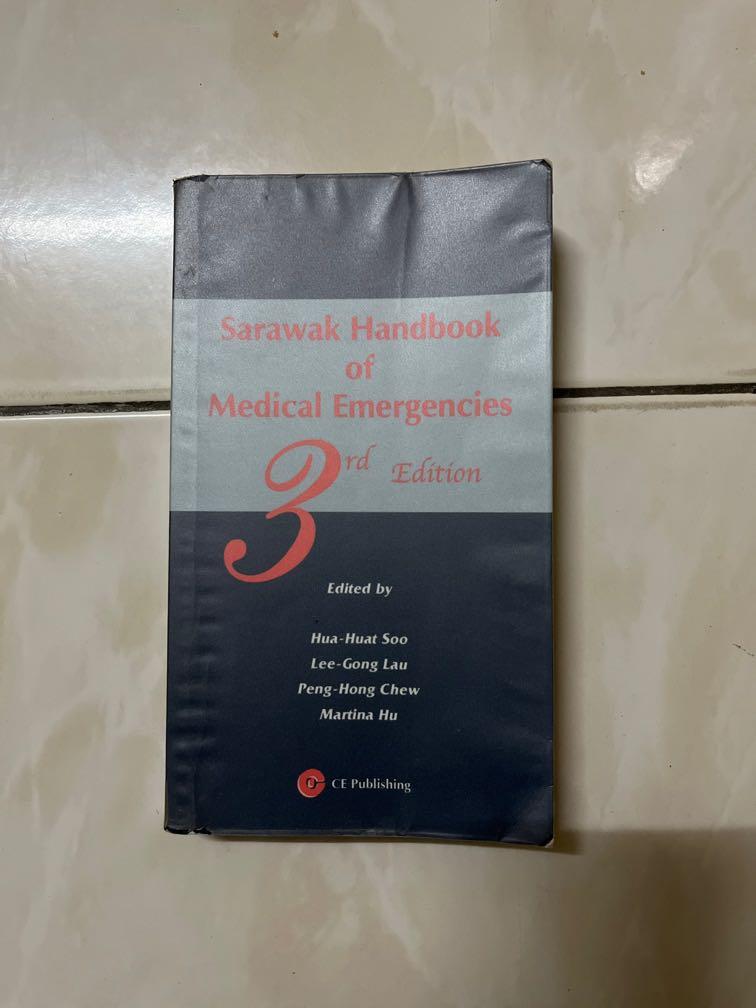 Sarawak Handbook
of
Medical Emergencies
3rd Edition
Edited by
Hua-Huat Soo
Lee-Gong Lau
Peng-Hong Chew
Martina Hu
CE Publishing